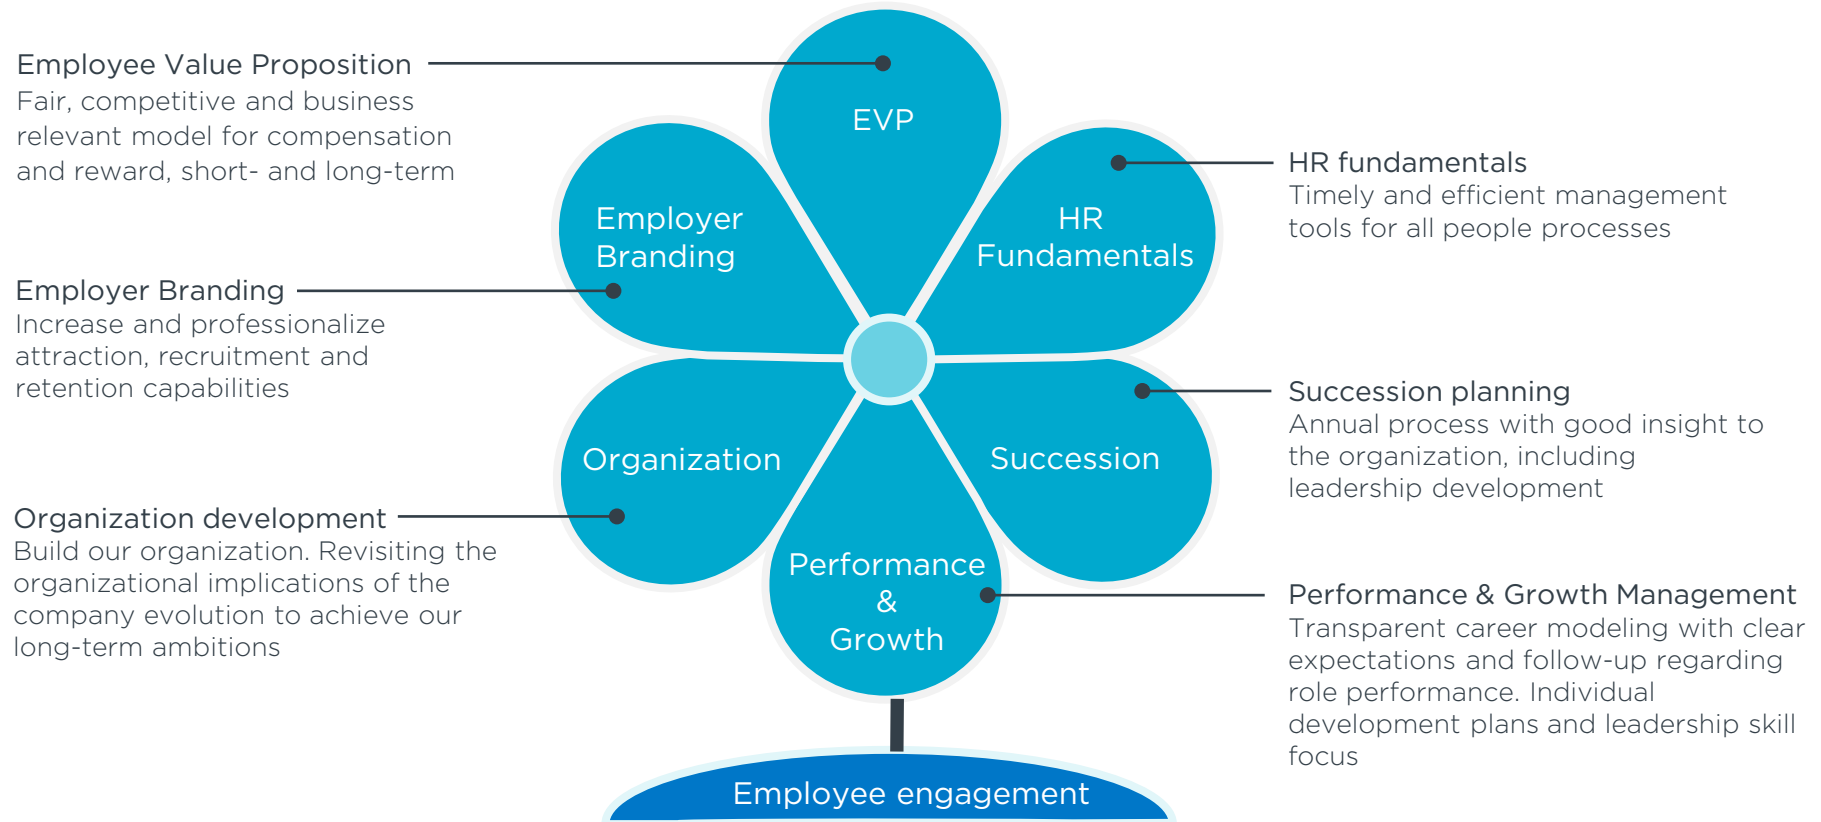 Employee Value Proposition
Fair, competitive and business
relevant model for compensation
and reward, short- and long-term
Employer Branding
Increase and professionalize
attraction, recruitment and
retention capabilities
Organization development
Build our organization. Revisiting the
organizational implications of the
company evolution to achieve our
long-term ambitions
EVP
Employer
Branding
HR
Fundamentals
Organization
Succession
Performance
&
Growth
Employee engagement
HR fundamentals
Timely and efficient management
tools for all people processes
Succession planning
Annual process with good insight to
the organization, including
leadership development
Performance & Growth Management
Transparent career modeling with clear
expectations and follow-up regarding
role performance. Individual
development plans and leadership skill
focus